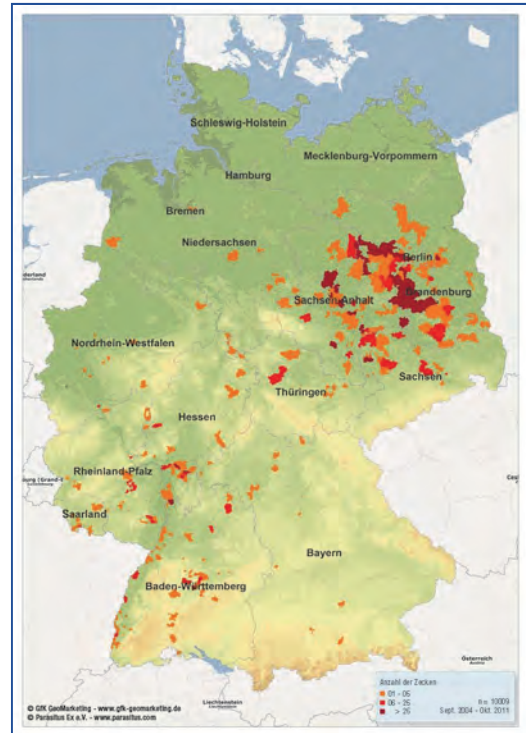 Schleswig-Holstein
Mecklenburg-Vorpommern
Hamburg
Bremen
Niedersachsen
Berlin
Brandenburg
Sachsen-Anhalt
Nordrhein-Westfalen
Sachsen
Thüringen
Hessen
Rheinland-Pfalz
Saarland
Bayern
Baden-Württemberg
Österreich
Austria
Liechtenstein
Anzahl der Zecken
01 - 05
06 - 25
> 25
n = 10009
Sept. 2004 - Okt. 2011
© GfK GeoMarketing - www.gfk-geomarketing.de
© Parasitus Ex e.V. - www.parasitus.com